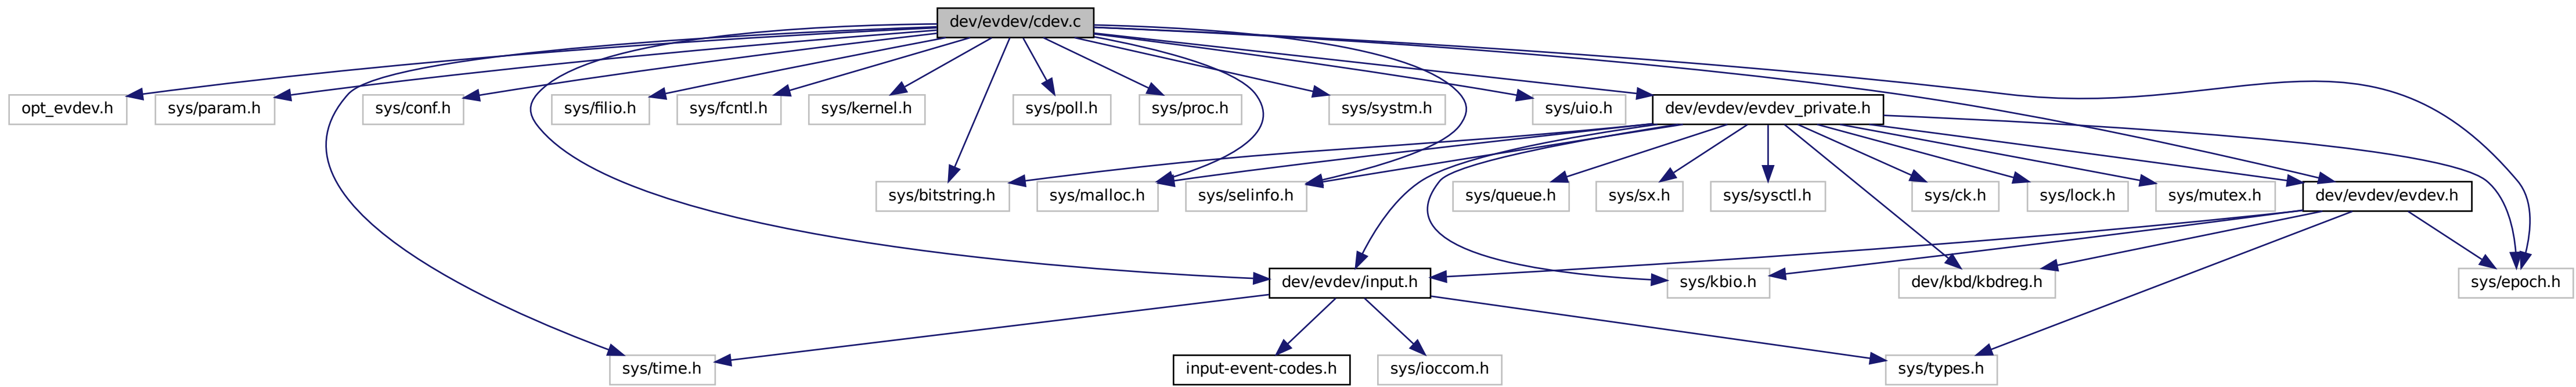 dev/evdev/cdev.c
opt_evdev.h
sys/param.h
sys/conf.h
sys/filio.h
sys/fcntl.h
sys/kernel.h
sys/poll.h
sys/proc.h
sys/systm.h
sys/uio.h
dev/evdev/evdev_private.h
sys/bitstring.h
sys/malloc.h
sys/selinfo.h
sys/queue.h
sys/sx.h
sys/sysctl.h
sys/ck.h
sys/lock.h
sys/mutex.h
dev/evdev/evdev.h
dev/evdev/input.h
sys/kbio.h
dev/kbd/kbdreg.h
sys/epoch.h
sys/time.h
input-event-codes.h
sys/ioccom.h
sys/types.h